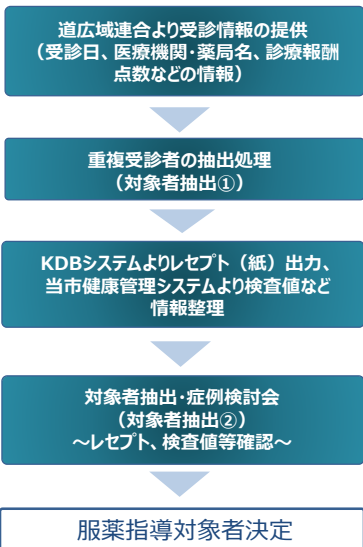 道広域連合より受診情報の提供
（受診日、医療機関・薬局名、診療報酬
点数などの情報）
重複受診者の抽出処理
（対象者抽出①）
KDBシステムよりレセプト（紙）出力、
当市健康管理システムより検査値など
情報整理
対象者抽出・症例検討会
（対象者抽出②）
～レセプト、検査値等確認～
服薬指導対象者決定